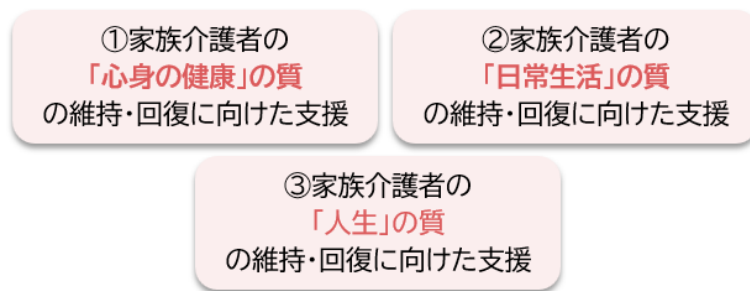 ①家族介護者の
「心身の健康」の質
の維持・回復に向けた支援
②家族介護者の
「日常生活」の質
の維持・回復に向けた支援
③家族介護者の
「人生」の質
の維持・回復に向けた支援